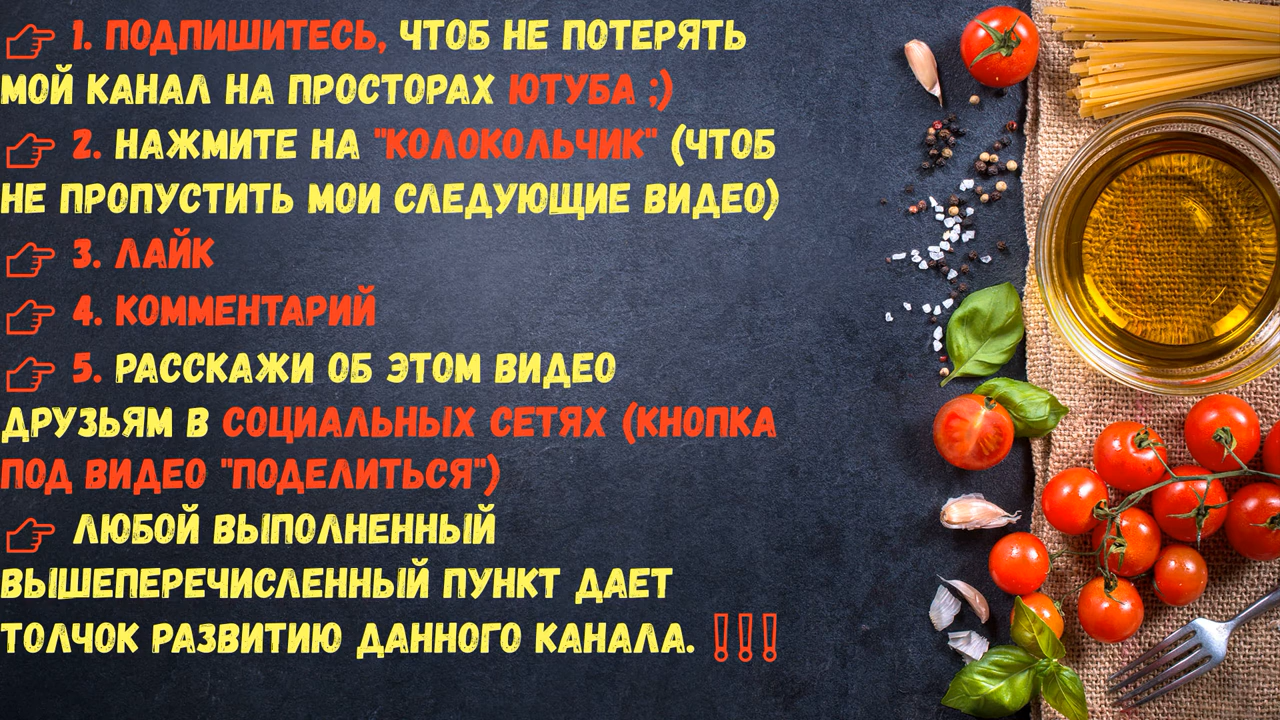 👉 1. ПОДПИШИТЕСЬ, ЧТОБ НЕ ПОТЕРЯТЬ
МОЙ КАНАЛ НА ПРОСТОРАХ ЮТУБА ;)
👉 2. НАЖМИТЕ НА "КОЛОКОЛЬЧИК" (ЧТОБ
НЕ ПРОПУСТИТЬ МОИ СЛЕДУЮЩИЕ ВИДЕО)
👉 3. ЛАЙК
👉 4. КОММЕНТАРИЙ
👉 5. РАССКАЖИ ОБ ЭТОМ ВИДЕО
ДРУЗЬЯМ В СОЦИАЛЬНЫХ СЕТЯХ (КНОПКА
ПОД ВИДЕО "ПОДЕЛИТЬСЯ")
👉 ЛЮБОЙ ВЫПОЛНЕННЫЙ
ВЫШЕПЕРЕЧИСЛЕННЫЙ ПУНКТ ДАЕТ
ТОЛЧОК РАЗВИТИЮ ДАННОГО КАНАЛА. !!!